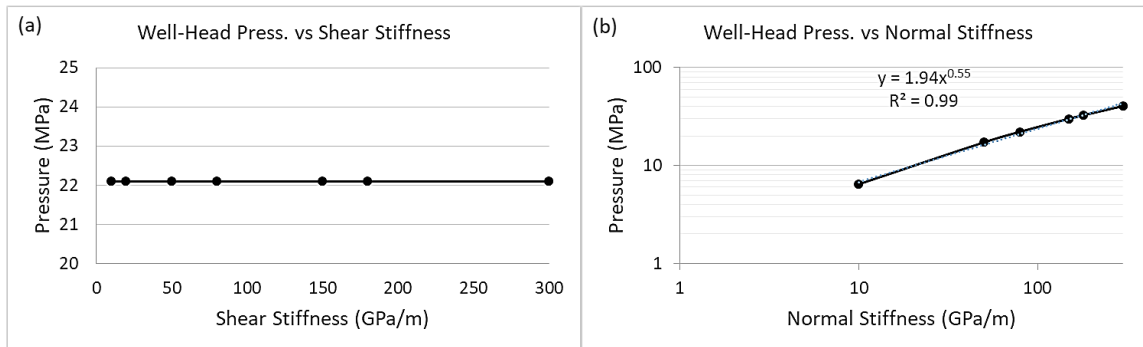 (a)
Well-Head Press. vs Shear Stiffness
25
24
23
22
21
20
Pressure (MPa)
0 50 100 150 200 250 300
Shear Stiffness (GPa/m)
(b)
Well-Head Press. vs Normal Stiffness
y = 1.94x^0.55
R² = 0.99
100
10
1
Pressure (MPa)
1 10 100
Normal Stiffness (GPa/m)